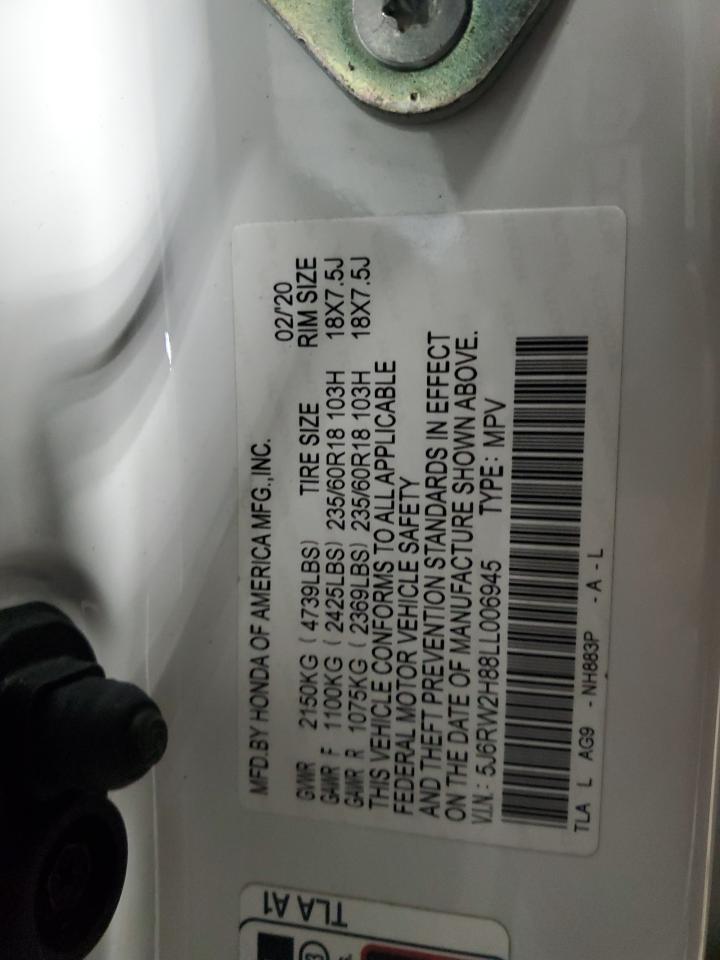 MFD.BY HONDA OF AMERICA MFG.,INC. 02/'20
TIRE SIZE RIM SIZE
GVWR 2150KG ( 4739LBS)
GAWR F 1100KG ( 2425LBS) 235/60R18 103H 18X7.5J
GAWR R 1075KG ( 2369LBS) 235/60R18 103H 18X7.5J
THIS VEHICLE CONFORMS TO ALL APPLICABLE
FEDERAL MOTOR VEHICLE SAFETY
AND THEFT PREVENTION STANDARDS IN EFFECT
ON THE DATE OF MANUFACTURE SHOWN ABOVE.
V.I.N.: 5J6RW2H88LL006945 TYPE: MPV
TLA L AG9 -NH883P -A-L
TLA A1